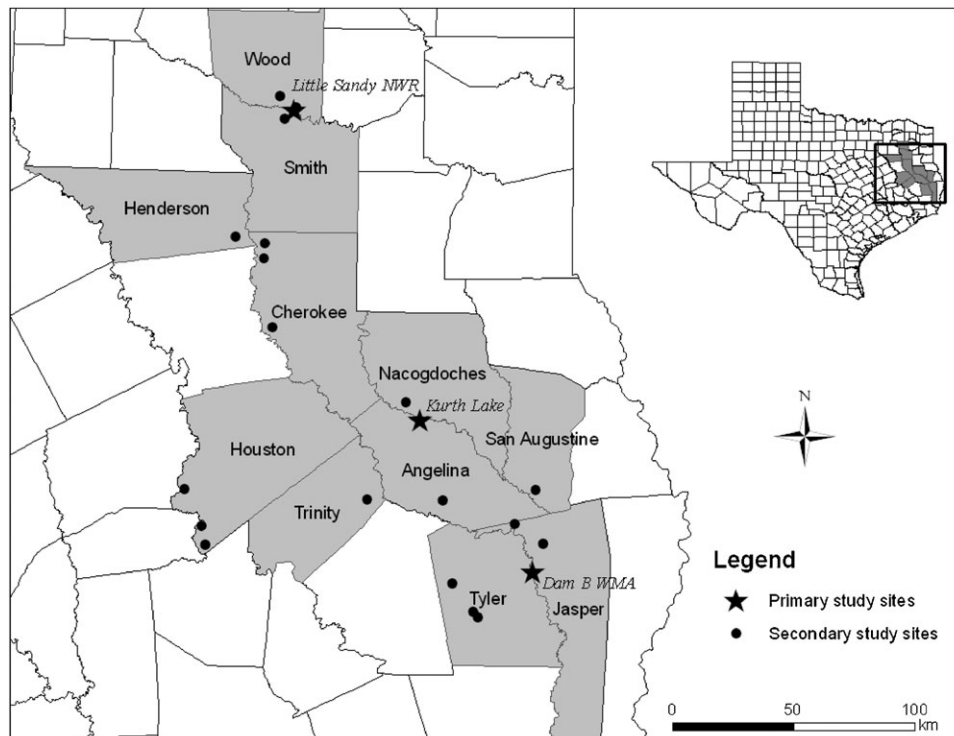 Wood
Little Sandy NWR
Smith
Henderson
Cherokee
Nacogdoches
Kurth Lake
San Augustine
Houston
Angelina
Trinity
Dam B WMA
Tyler
Jasper
N
Legend
Primary study sites
Secondary study sites
0 50 100
km